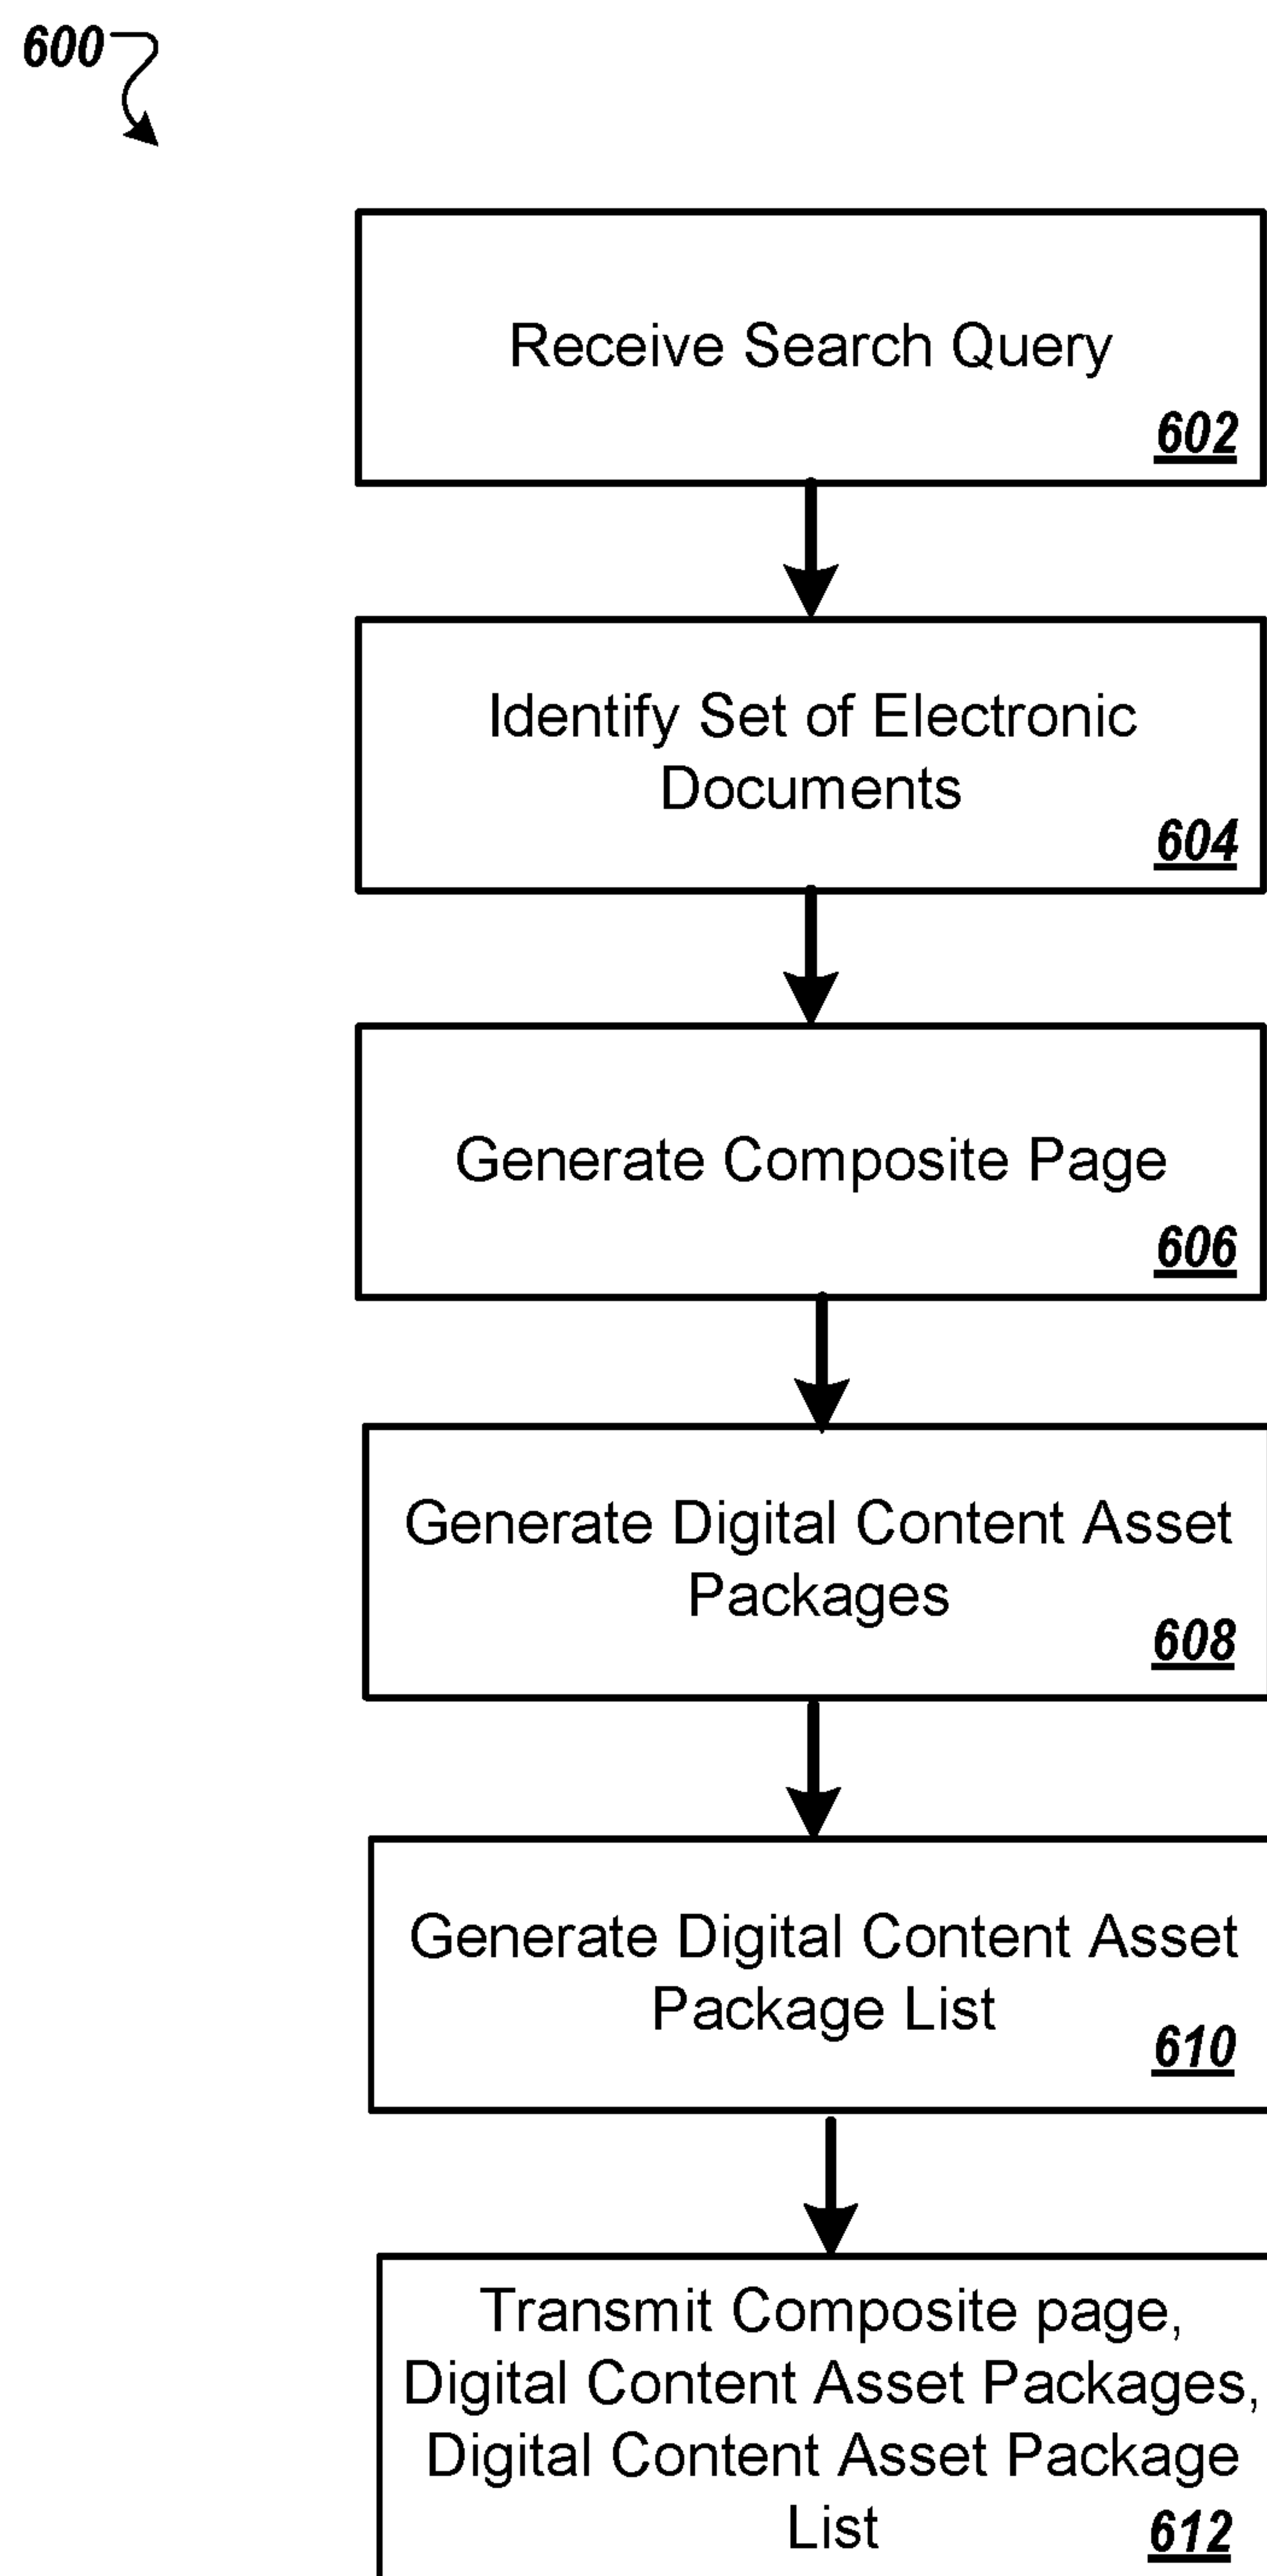 600
Receive Search Query
602
Identify Set of Electronic
Documents
604
Generate Composite Page
606
Generate Digital Content Asset
Packages
608
Generate Digital Content Asset
Package List
610
Transmit Composite page,
Digital Content Asset Packages,
Digital Content Asset Package
List
612